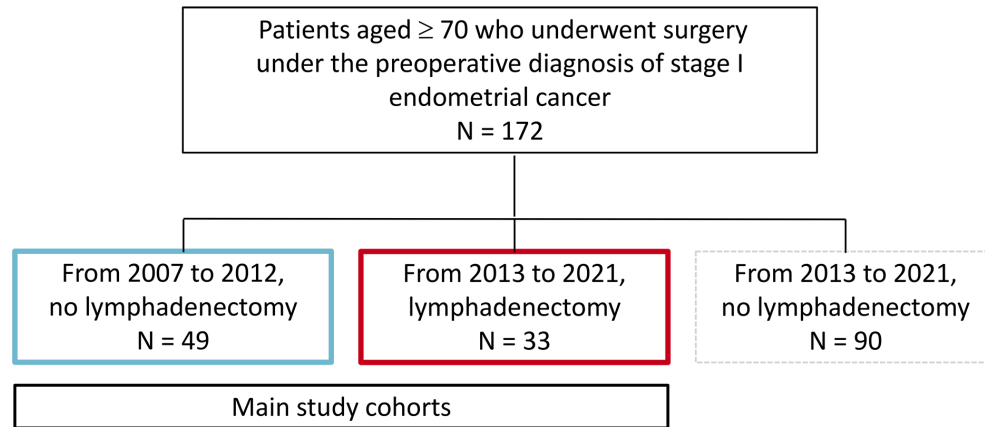 Patients aged ≥ 70 who underwent surgery
under the preoperative diagnosis of stage I
endometrial cancer
N = 172
From 2007 to 2012,
no lymphadenectomy
N = 49
From 2013 to 2021,
lymphadenectomy
N = 33
From 2013 to 2021,
no lymphadenectomy
N = 90
Main study cohorts